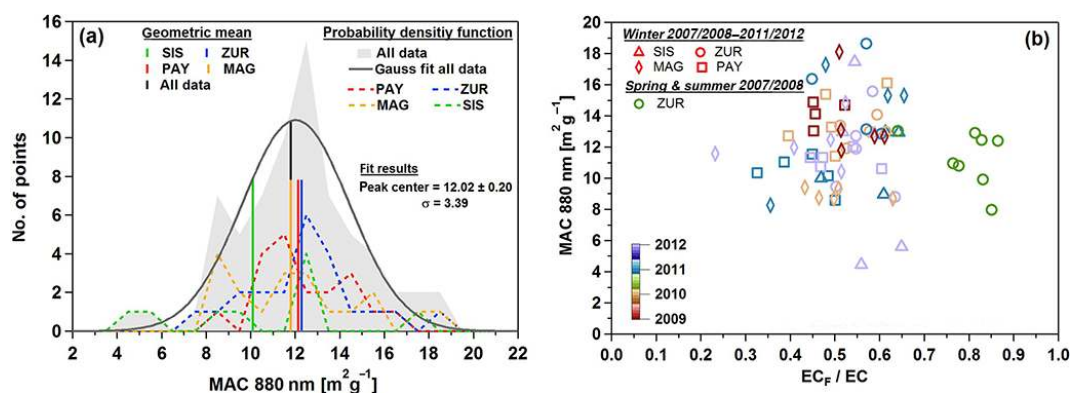 (a)
Geometric mean
SIS ZUR
PAY MAG
All data
Probability densitiy function
All data
Gauss fit all data
PAY ZUR
MAG SIS
Fit results
Peak center = 12.02 ± 0.20
σ = 3.39
No. of points
16
14
12
10
8
6
4
2
0
2 4 6 8 10 12 14 16 18 20 22
MAC 880 nm [m²g⁻¹]
(b)
Winter 2007/2008–2011/2012
SIS ZUR
MAG PAY
Spring & summer 2007/2008
ZUR
2012
2011
2010
2009
MAC 880 nm [m²g⁻¹]
20
18
16
14
12
10
8
6
4
2
0
0.0 0.1 0.2 0.3 0.4 0.5 0.6 0.7 0.8 0.9 1.0
EC_F / EC